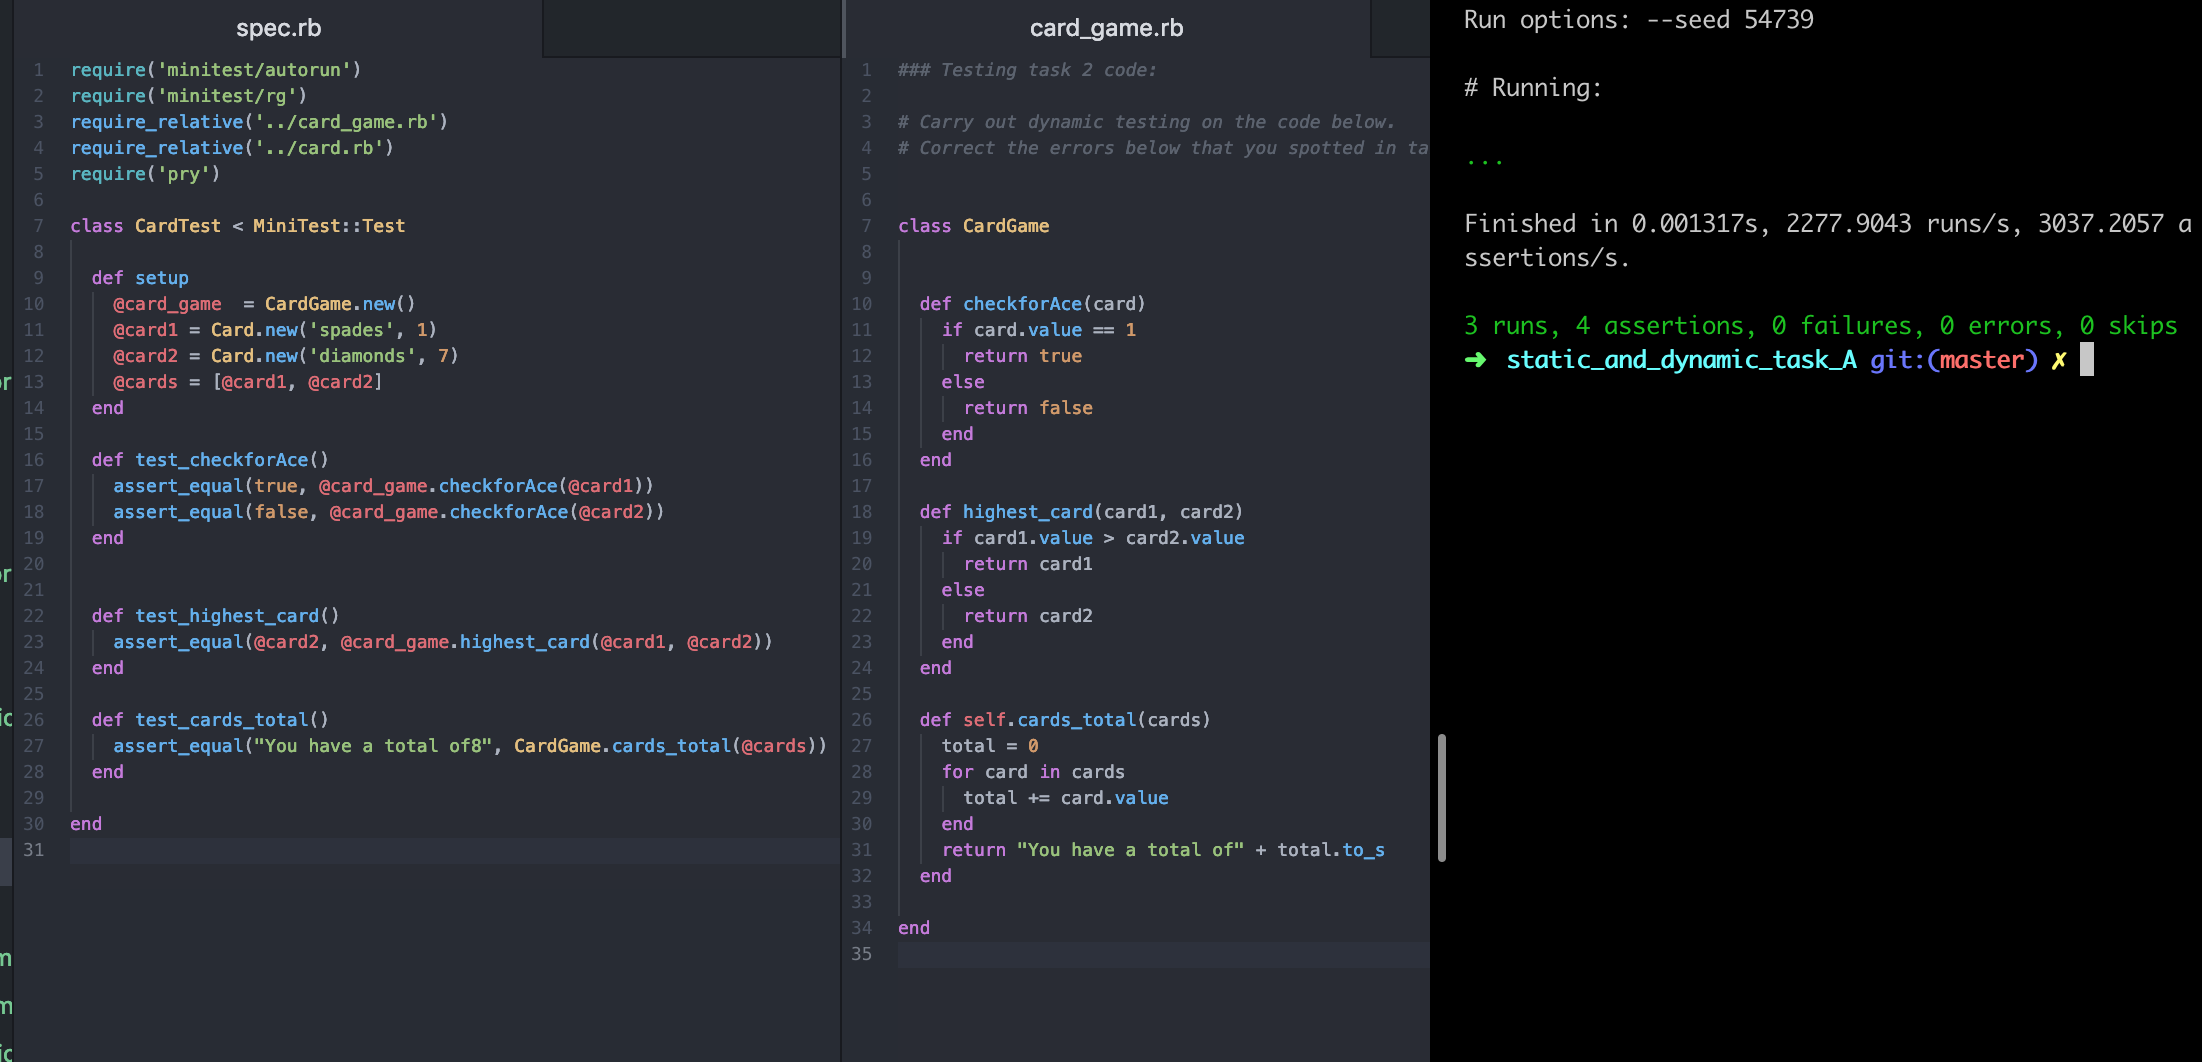 spec.rb
1 require('minitest/autorun')
2 require('minitest/rg')
3 require_relative('../card_game.rb')
4 require_relative('../card.rb')
5 require('pry')
6
7 class CardTest < MiniTest::Test
8
9   def setup
10     @card_game  = CardGame.new()
11     @card1 = Card.new('spades', 1)
12     @card2 = Card.new('diamonds', 7)
13     @cards = [@card1, @card2]
14   end
15
16   def test_checkforAce()
17     assert_equal(true, @card_game.checkforAce(@card1))
18     assert_equal(false, @card_game.checkforAce(@card2))
19   end
20
21
22   def test_highest_card()
23     assert_equal(@card2, @card_game.highest_card(@card1, @card2))
24   end
25
26   def test_cards_total()
27     assert_equal("You have a total of8", CardGame.cards_total(@cards))
28   end
29
30 end
31
card_game.rb
1 ### Testing task 2 code:
2
3 # Carry out dynamic testing on the code below.
4 # Correct the errors below that you spotted in ta
5
6
7 class CardGame
8
9
10   def checkforAce(card)
11     if card.value == 1
12       return true
13     else
14       return false
15     end
16   end
17
18   def highest_card(card1, card2)
19     if card1.value > card2.value
20       return card1
21     else
22       return card2
23     end
24   end
25
26   def self.cards_total(cards)
27     total = 0
28     for card in cards
29       total += card.value
30     end
31     return "You have a total of" + total.to_s
32   end
33
34 end
35
Run options: --seed 54739
# Running:
...
Finished in 0.001317s, 2277.9043 runs/s, 3037.2057 a
ssertions/s.
3 runs, 4 assertions, 0 failures, 0 errors, 0 skips
➜ static_and_dynamic_task_A git:(master) ✗